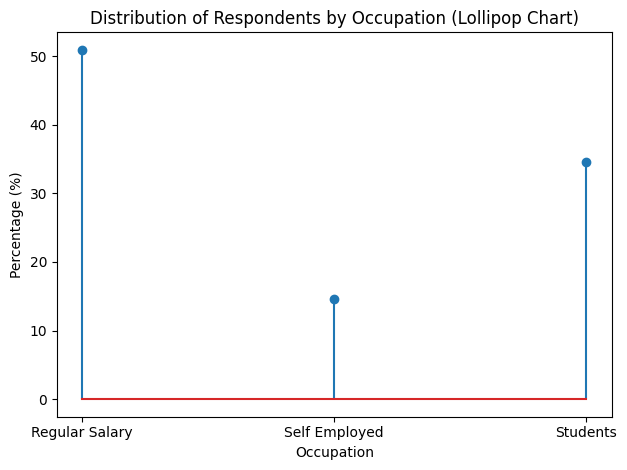 Distribution of Respondents by Occupation (Lollipop Chart)
50
40
30
20
10
0
Percentage (%)
Regular Salary
Self Employed
Students
Occupation